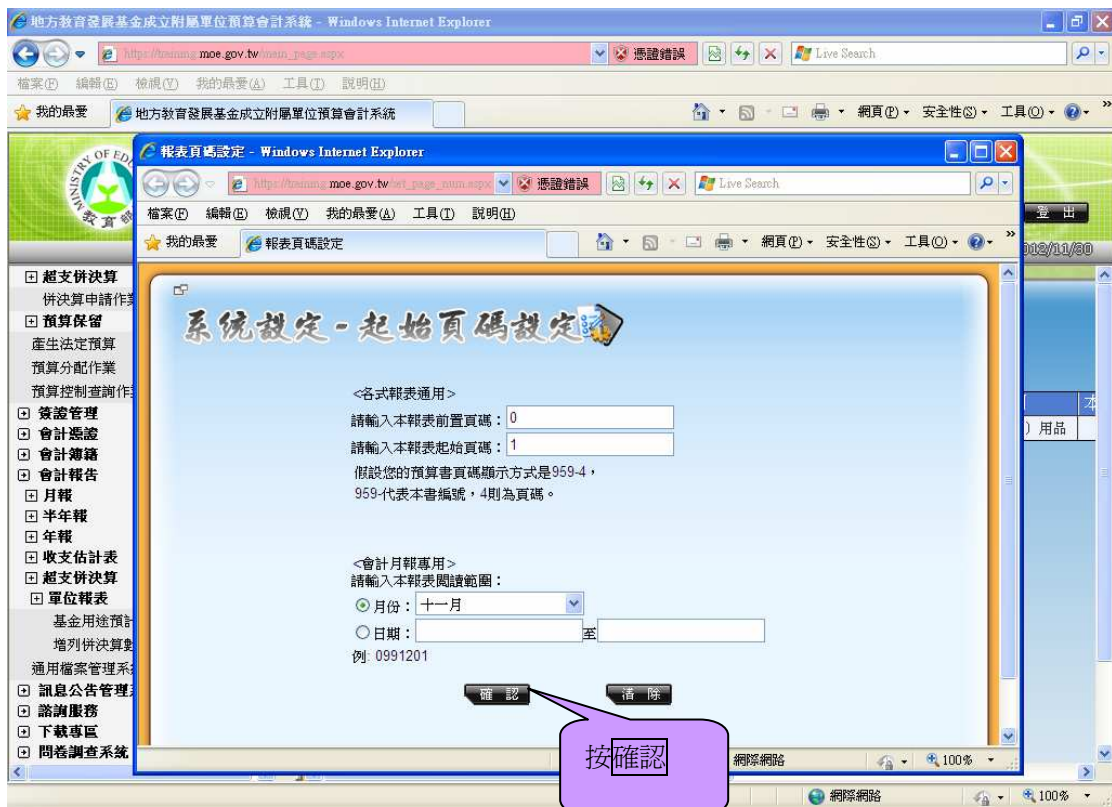 地方教育發展基金成立附屬單位預算會計系統 - Windows Internet Explorer
https://training.moe.gov.tw/main_page.aspx 憑證錯誤 Live Search
檔案(F) 編輯(E) 檢視(V) 我的最愛(A) 工具(T) 說明(H)
我的最愛 地方教育發展基金成立附屬單位預算會計系統 網頁(P) 安全性(S) 工具(O) »
報表頁碼設定 - Windows Internet Explorer
https://training.moe.gov.tw/set_page_num.aspx 憑證錯誤 Live Search
檔案(F) 編輯(E) 檢視(V) 我的最愛(A) 工具(T) 說明(H)
我的最愛 報表頁碼設定 網頁(P) 安全性(S) 工具(O) »
OF EDU
教育部
登出
012/11/30
超支併決算
併決算申請作業
預算保留
產生法定預算
預算分配作業
預算控制查詢作
簽證管理
會計憑證
會計簿籍
會計報告
月報
半年報
年報
收支估計表
超支併決算
單位報表
基金用途預計
增列併決算數
通用檔案管理系
訊息公告管理
諮詢服務
下載專區
問卷調查系統
系統設定-起始頁碼設定
<各式報表通用>
請輸入本報表前置頁碼：0
請輸入本報表起始頁碼：1
假設您的預算書頁碼顯示方式是959-4，
959-代表本書編號，4則為頁碼。
<會計月報專用>
請輸入本報表閱讀範圍：
月份：十一月
日期： 至
例: 0991201
確認 清除
按確認
本
）用品
網際網路 100%
網際網路 100%